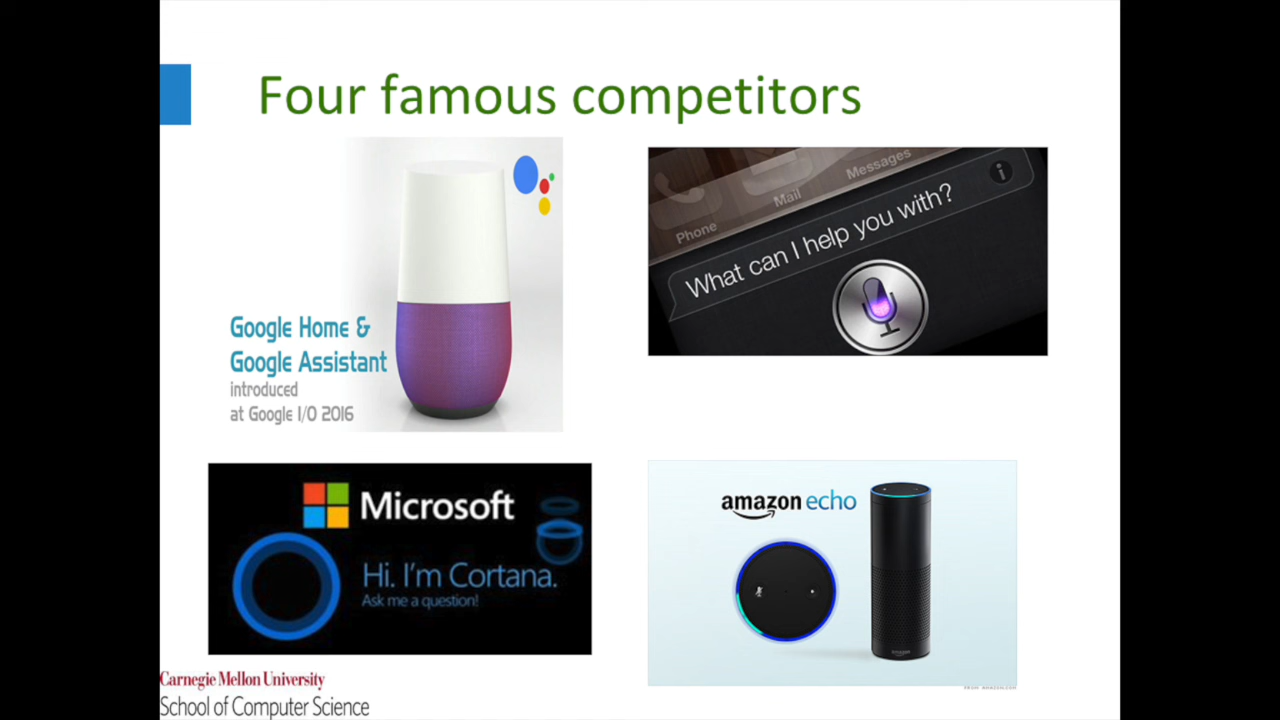 Four famous competitors
Google Home &
Google Assistant
introduced
at Google I/O 2016
Phone
Mail
Messages
i
What can I help you with?
Microsoft
Hi. I'm Cortana.
Ask me a question!
amazon echo
amazon
Carnegie Mellon University
School of Computer Science